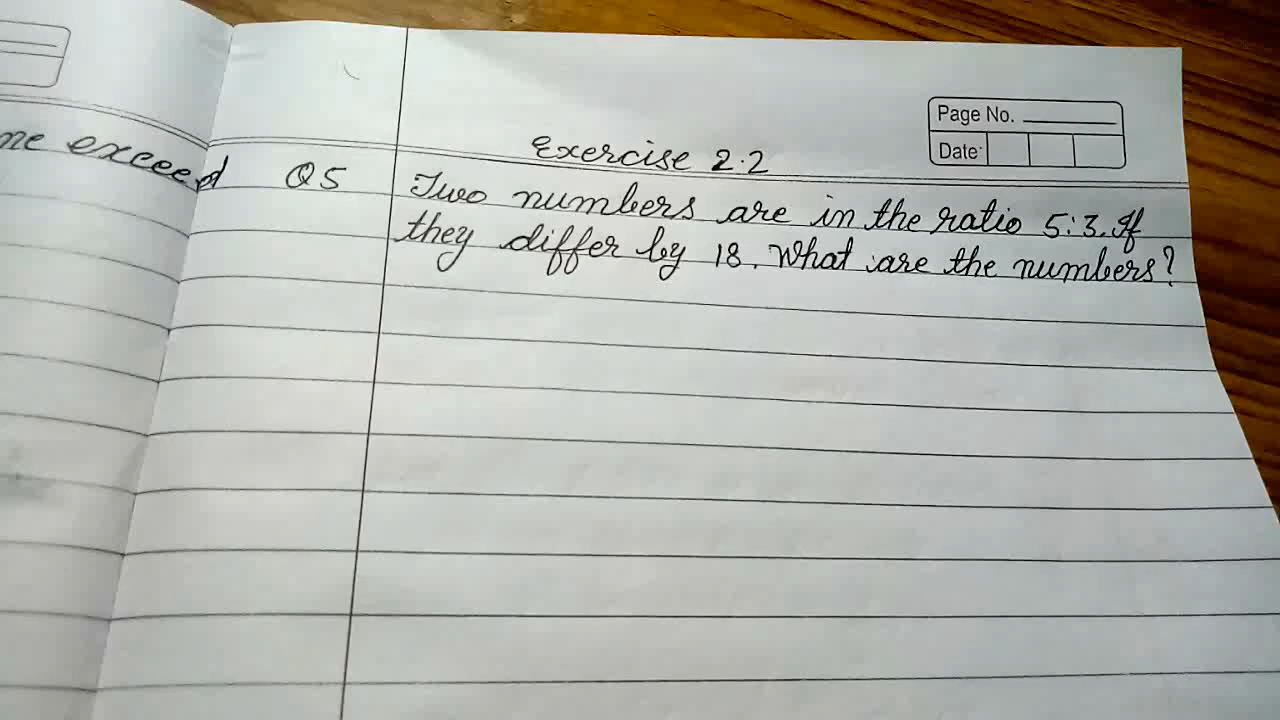 Page No.
Date:
exceed
Exercise 2.2
Q5 Two numbers are in the ratio 5:3. If
they differ by 18. What are the numbers?